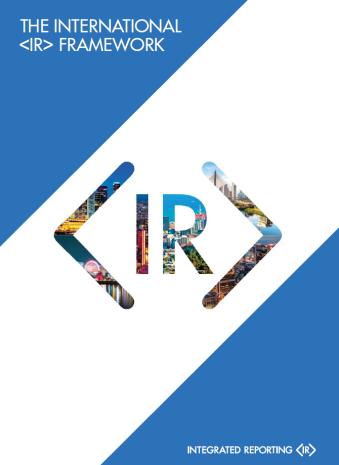 THE INTERNATIONAL
<IR> FRAMEWORK
<IR>
INTEGRATED REPORTING <IR>